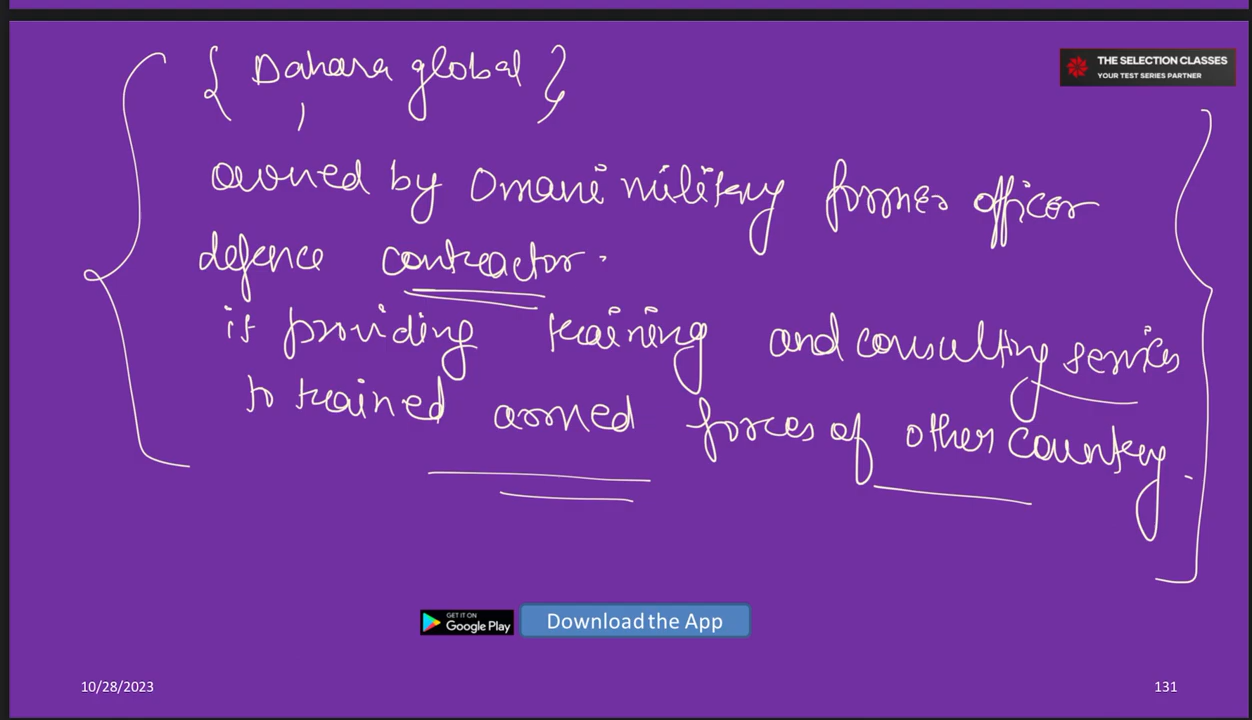 THE SELECTION CLASSES
YOUR TEST SERIES PARTNER
{ Dahara global }
owned by Omani military former officer
defence contractor.
it providing training and consulting services
to trained armed forces of other country.
GET IT ON
Google Play
Download the App
10/28/2023
131